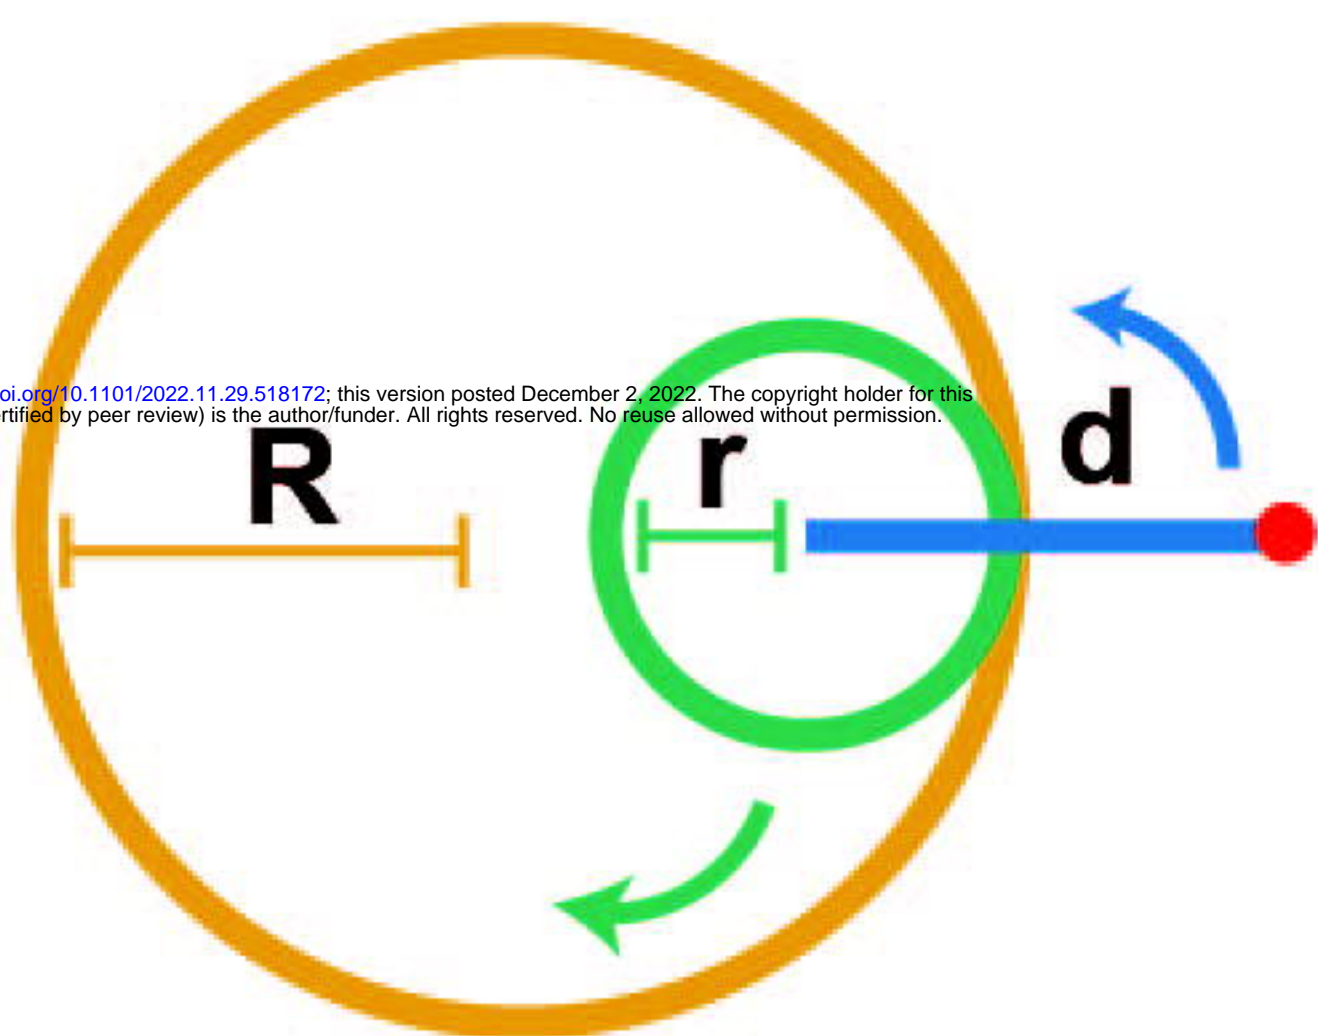 oi.org/10.1101/2022.11.29.518172; this version posted December 2, 2022. The copyright holder for this
ertified by peer review) is the author/funder. All rights reserved. No reuse allowed without permission.
R
r
d